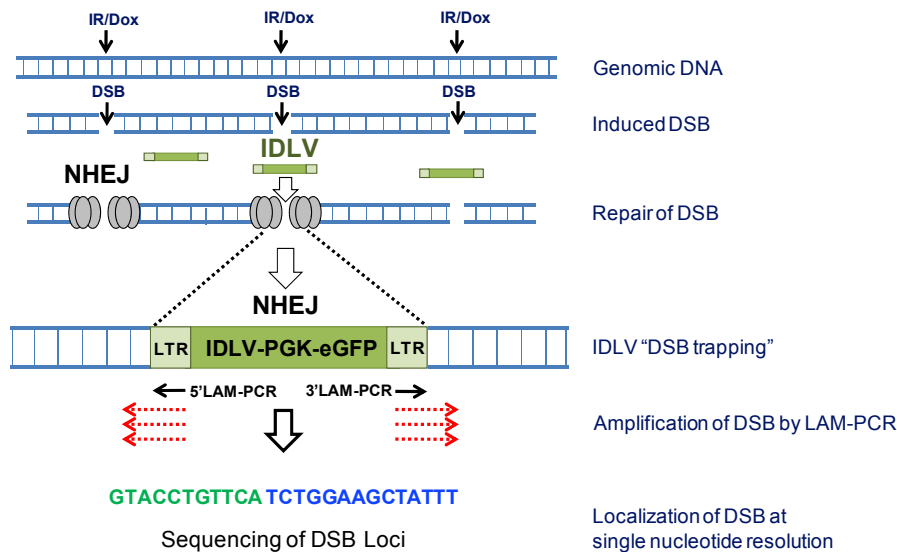 IR/Dox IR/Dox IR/Dox
Genomic DNA
DSB DSB DSB
Induced DSB
IDLV
NHEJ
Repair of DSB
NHEJ
LTR IDLV-PGK-eGFP LTR
IDLV “DSB trapping”
5'LAM-PCR 3'LAM-PCR
Amplification of DSB by LAM-PCR
GTACCTGTTCA TCTGGAAGCTATTT
Sequencing of DSB Loci
Localization of DSB at
single nucleotide resolution